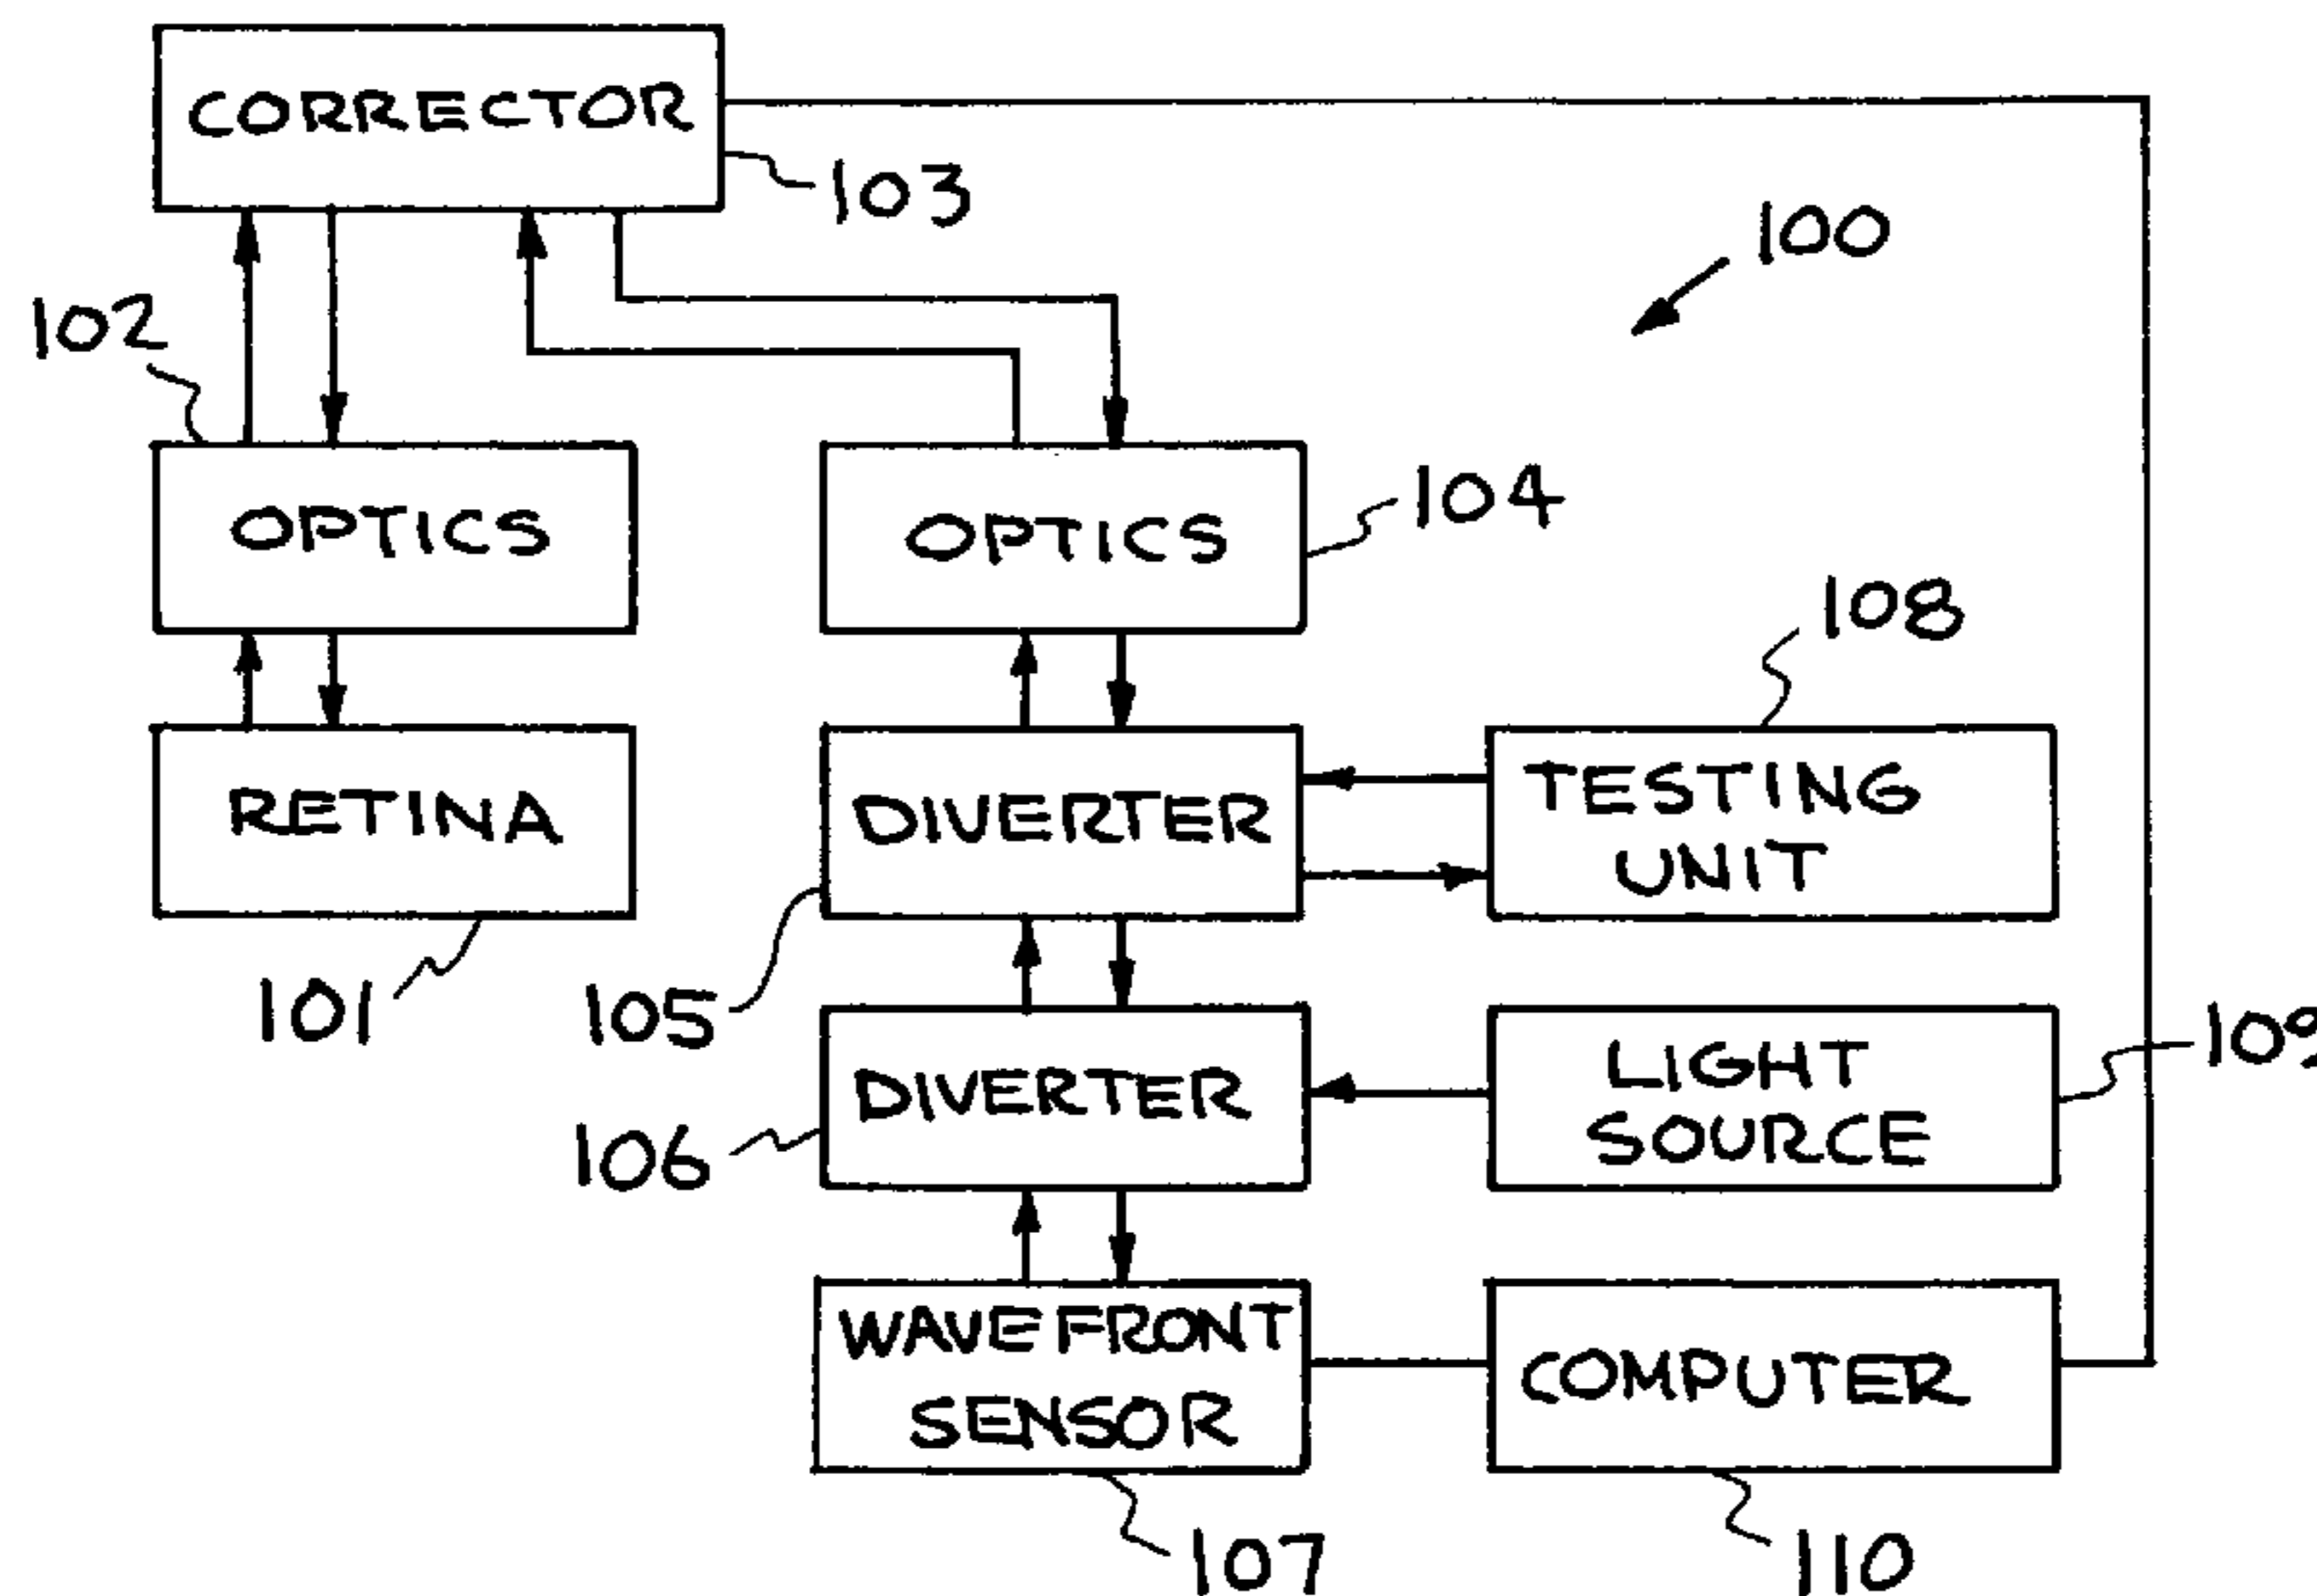 CORRECTOR
103
100
102
OPTICS
OPTICS
104
108
RETINA
DIVERTER
TESTING
UNIT
101
105
DIVERTER
LIGHT
SOURCE
109
106
WAVEFRONT
SENSOR
COMPUTER
107
110